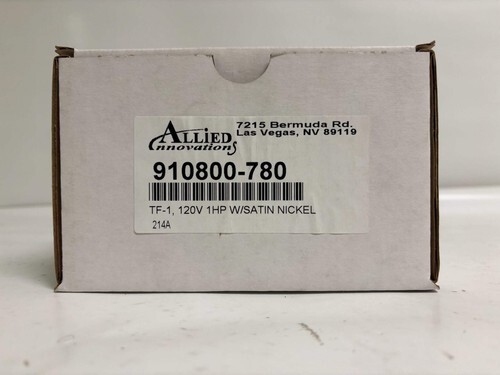 ALLiED
innovations
7215 Bermuda Rd.
Las Vegas, NV 89119
910800-780
TF-1, 120V 1HP W/SATIN NICKEL
214A